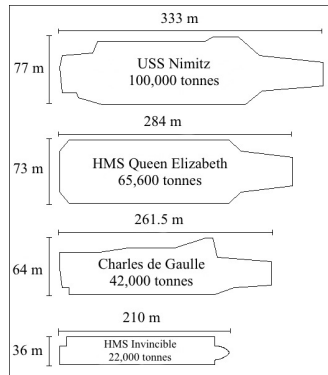 333 m
77 m
USS Nimitz
100,000 tonnes
284 m
73 m
HMS Queen Elizabeth
65,600 tonnes
261.5 m
64 m
Charles de Gaulle
42,000 tonnes
210 m
36 m
HMS Invincible
22,000 tonnes